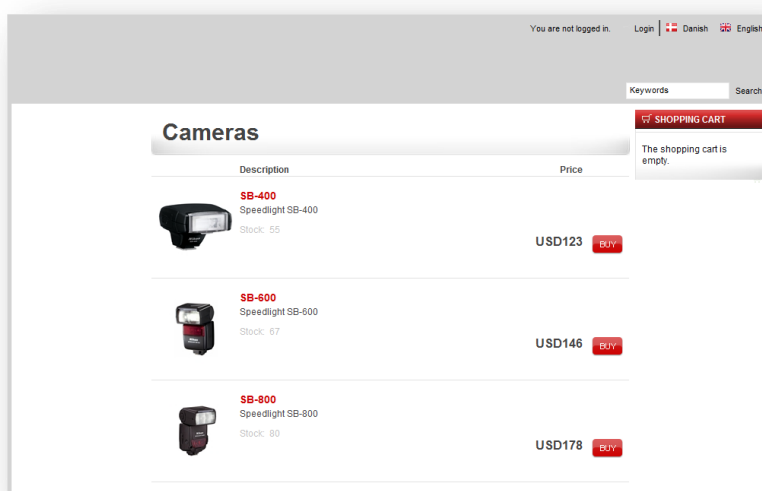 You are not logged in. Login Danish English
Keywords Search
SHOPPING CART
The shopping cart is
empty.
Cameras
Description Price
SB-400
Speedlight SB-400
Stock: 55
USD123 BUY
SB-600
Speedlight SB-600
Stock: 67
USD146 BUY
SB-800
Speedlight SB-800
Stock: 80
USD178 BUY